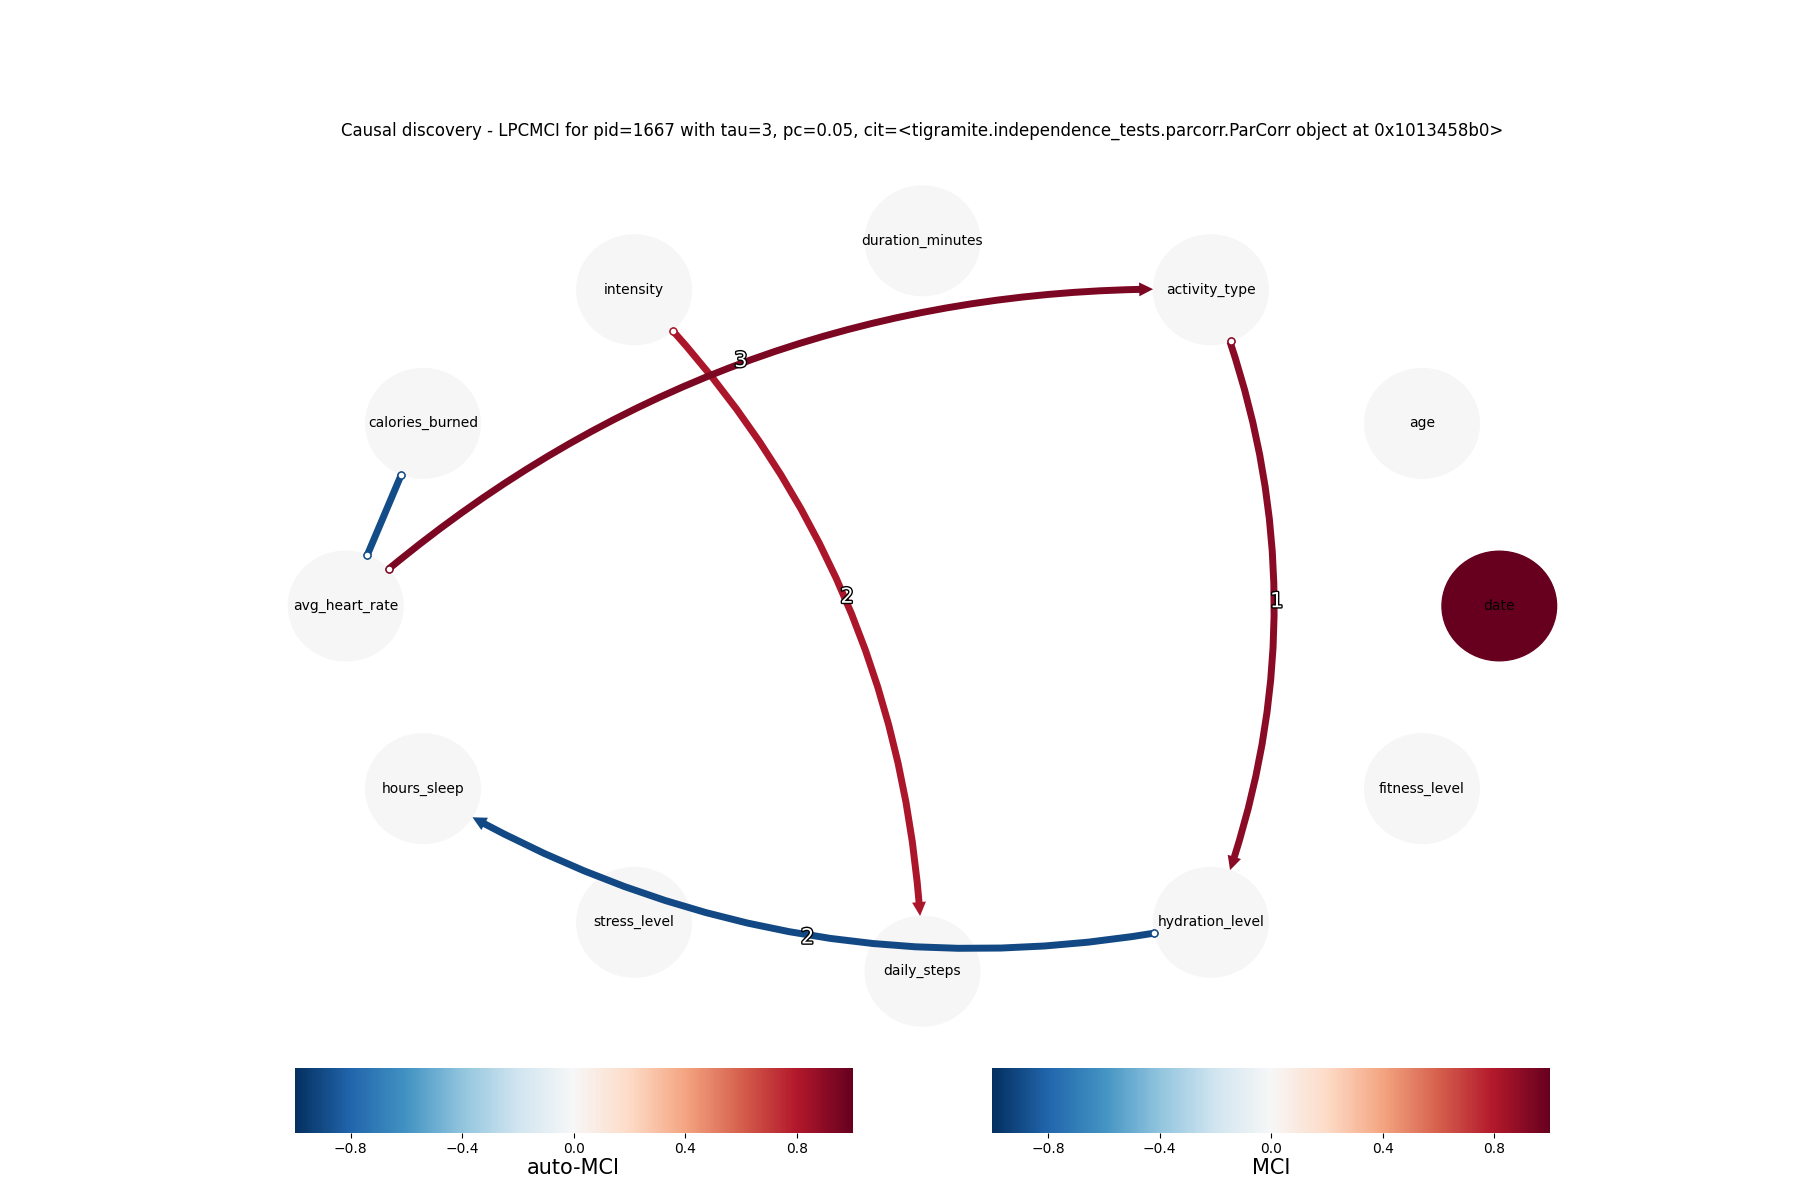 Causal discovery - LPCMCI for pid=1667 with tau=3, pc=0.05, cit=<tigramite.independence_tests.parcorr.ParCorr object at 0x1013458b0>
duration_minutes
intensity
activity_type
3
calories_burned
age
2
1
avg_heart_rate
date
hours_sleep
fitness_level
stress_level
2
hydration_level
daily_steps
−0.8 −0.4 0.0 0.4 0.8
auto-MCI
−0.8 −0.4 0.0 0.4 0.8
MCI